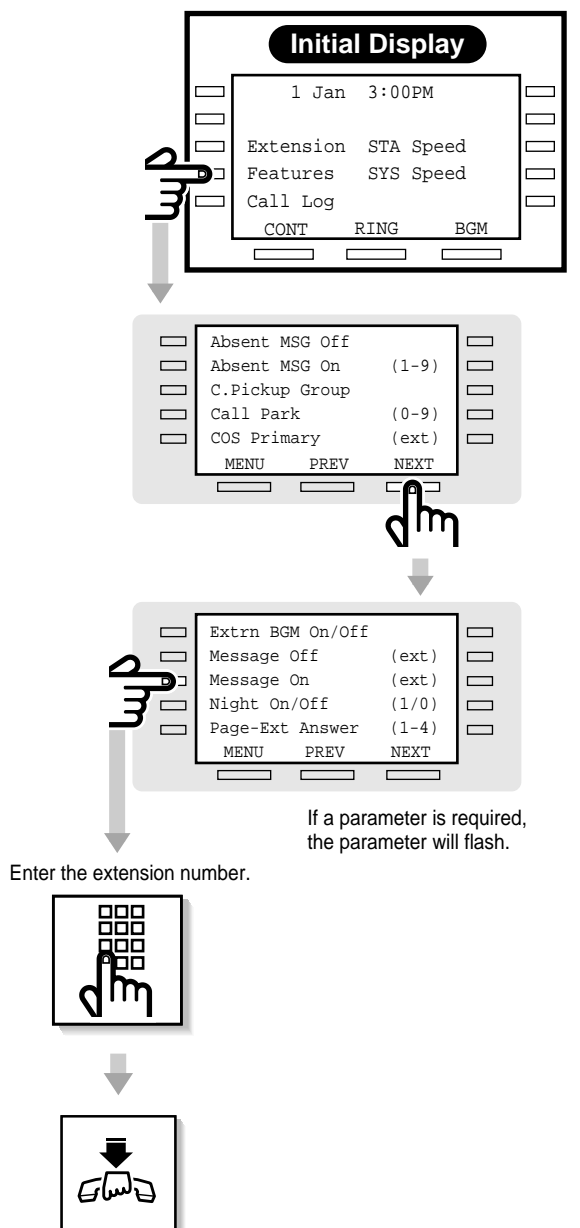 Initial Display
1 Jan 3:00PM
Extension STA Speed
Features SYS Speed
Call Log
CONT RING BGM
Absent MSG Off
Absent MSG On (1-9)
C.Pickup Group
Call Park (0-9)
COS Primary (ext)
MENU PREV NEXT
Extrn BGM On/Off
Message Off (ext)
Message On (ext)
Night On/Off (1/0)
Page-Ext Answer (1-4)
MENU PREV NEXT
If a parameter is required,
the parameter will flash.
Enter the extension number.